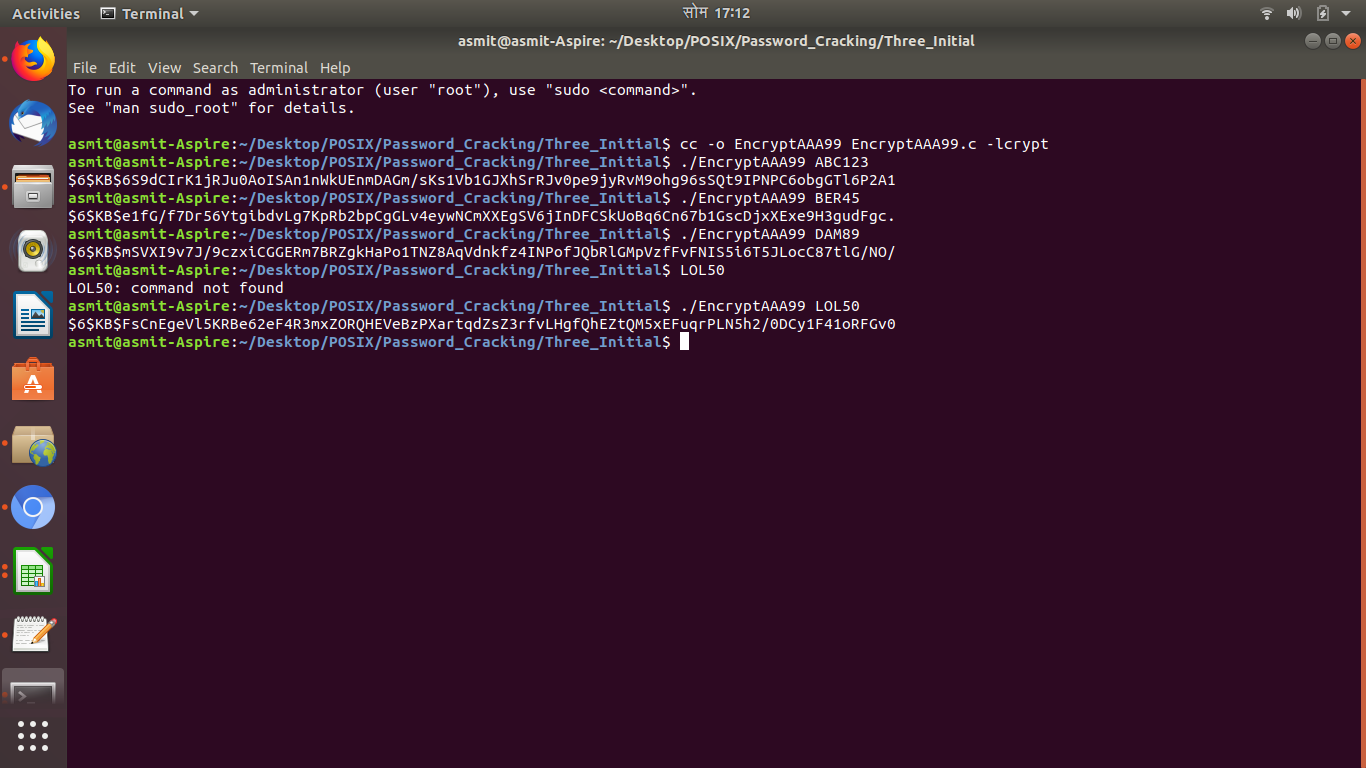 Activities Terminal सोम 17:12
asmit@asmit-Aspire: ~/Desktop/POSIX/Password_Cracking/Three_Initial
File Edit View Search Terminal Help
To run a command as administrator (user "root"), use "sudo <command>".
See "man sudo_root" for details.
asmit@asmit-Aspire:~/Desktop/POSIX/Password_Cracking/Three_Initial$ cc -o EncryptAAA99 EncryptAAA99.c -lcrypt
asmit@asmit-Aspire:~/Desktop/POSIX/Password_Cracking/Three_Initial$ ./EncryptAAA99 ABC123
$6$KB$6S9dCIrK1jRJu0AoISAn1nWkUEnmDAGm/sKs1Vb1GJXhSrRJv0pe9jyRvM9ohg96sSQt9IPNPC6obgGTl6P2A1
asmit@asmit-Aspire:~/Desktop/POSIX/Password_Cracking/Three_Initial$ ./EncryptAAA99 BER45
$6$KB$e1fG/f7Dr56YtgibdvLg7KpRb2bpCgGLv4eywNCmXXEgSV6jInDFCSkUoBq6Cn67b1GscDjxXExe9H3gudFgc.
asmit@asmit-Aspire:~/Desktop/POSIX/Password_Cracking/Three_Initial$ ./EncryptAAA99 DAM89
$6$KB$mSVXI9v7J/9czxiCGGERm7BRZgkHaPo1TNZ8AqVdnkfz4INPofJQbRlGMpVzfFvFNIS5i6T5JLocC87tlG/NO/
asmit@asmit-Aspire:~/Desktop/POSIX/Password_Cracking/Three_Initial$ LOL50
LOL50: command not found
asmit@asmit-Aspire:~/Desktop/POSIX/Password_Cracking/Three_Initial$ ./EncryptAAA99 LOL50
$6$KB$FsCnEgeVl5KRBe62eF4R3mxZORQHEVeBzPXartqdZsZ3rfvLHgfQhEZtQM5xEFuqrPLN5h2/0DCy1F41oRFGv0
asmit@asmit-Aspire:~/Desktop/POSIX/Password_Cracking/Three_Initial$